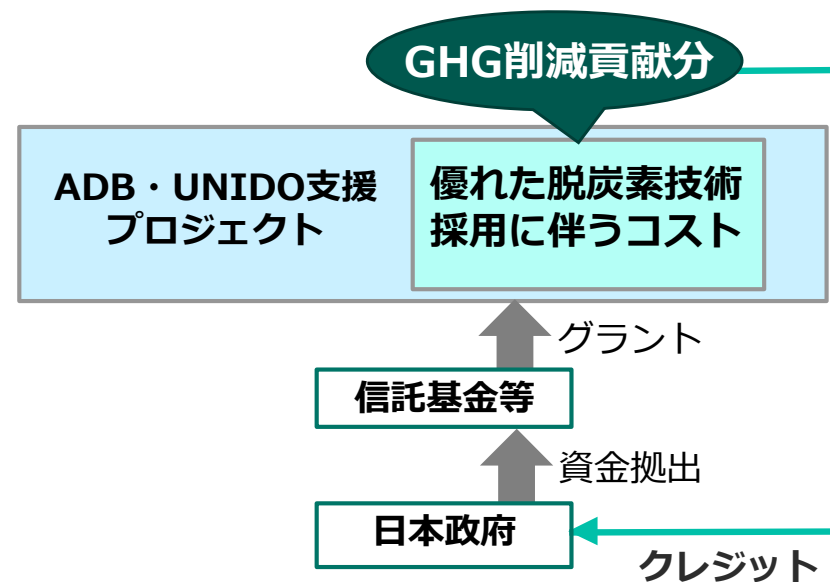 GHG削減貢献分
ADB・UNIDO支援
プロジェクト
優れた脱炭素技術
採用に伴うコスト
グラント
信託基金等
資金拠出
日本政府
クレジット